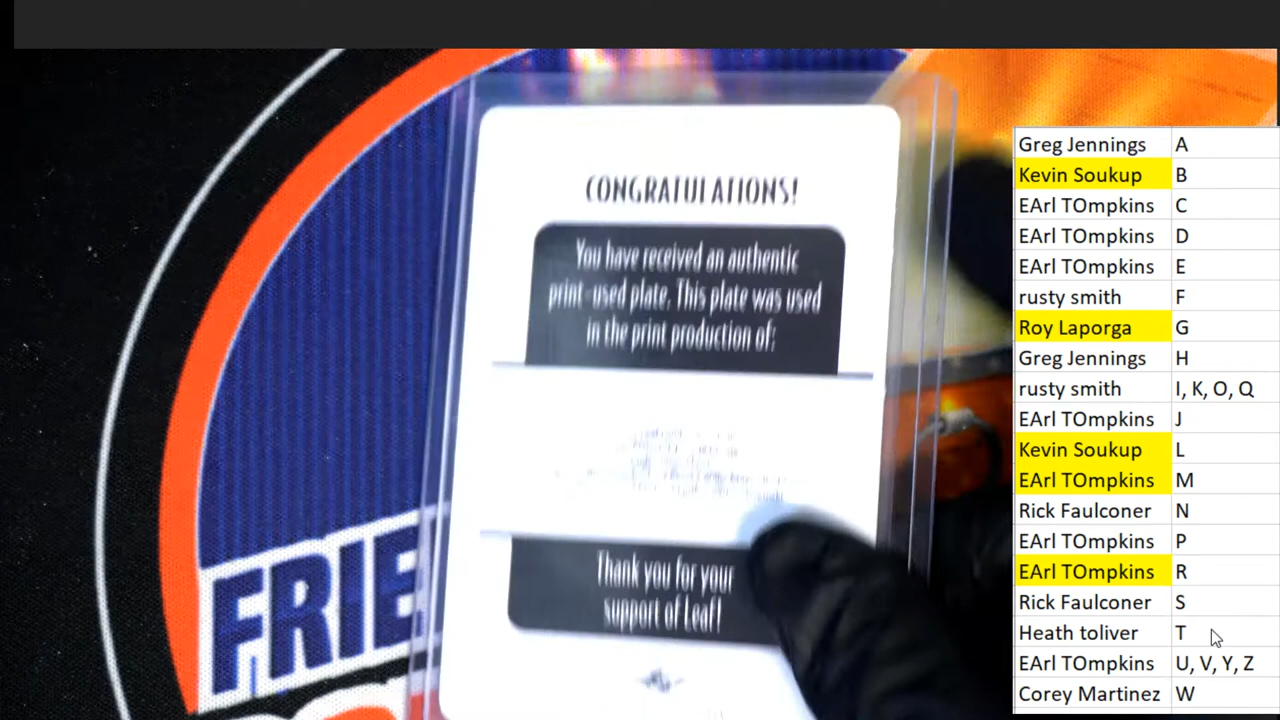 CONGRATULATIONS!
You have received an authentic
print-used plate. This plate was used
in the print production of:
Thank you for your
support of Leaf!
FRIE
Greg Jennings A
Kevin Soukup B
EArl TOmpkins C
EArl TOmpkins D
EArl TOmpkins E
rusty smith F
Roy Laporga G
Greg Jennings H
rusty smith I, K, O, Q
EArl TOmpkins J
Kevin Soukup L
EArl TOmpkins M
Rick Faulconer N
EArl TOmpkins P
EArl TOmpkins R
Rick Faulconer S
Heath toliver T
EArl TOmpkins U, V, Y, Z
Corey Martinez W